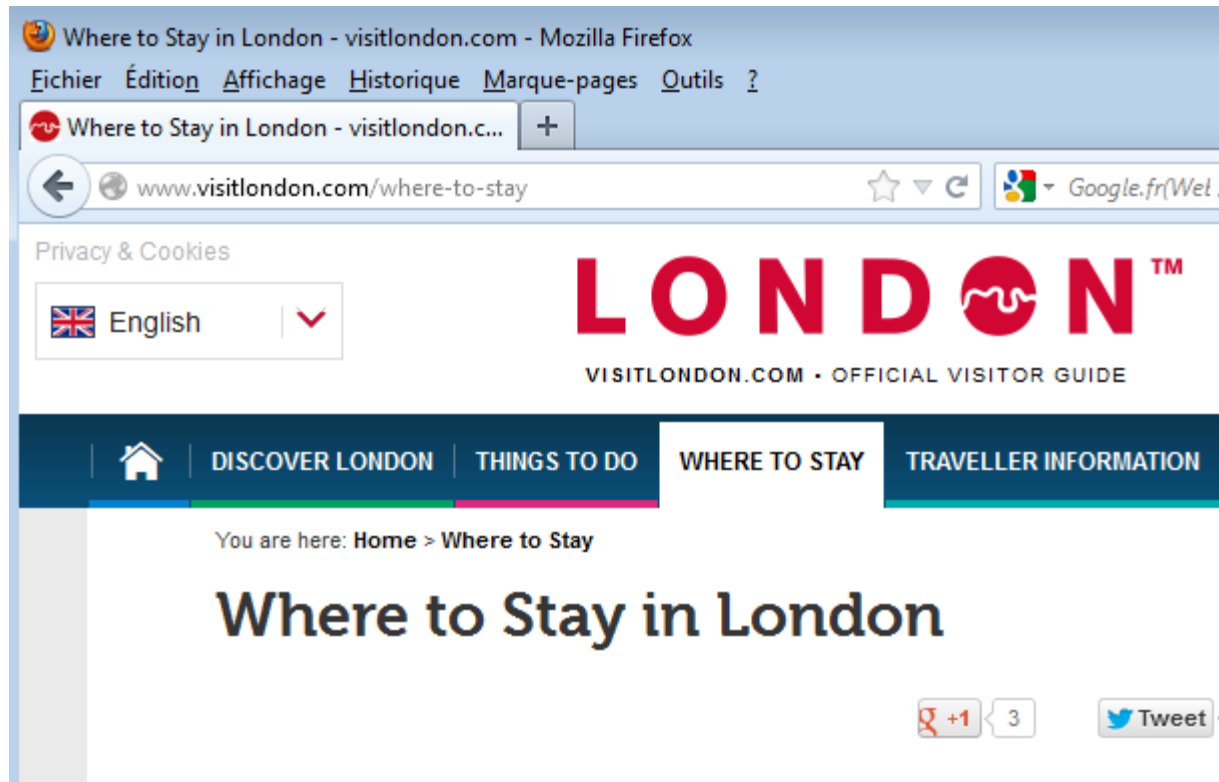 Where to Stay in London - visitlondon.com - Mozilla Firefox
Fichier Édition Affichage Historique Marque-pages Outils ?
Where to Stay in London - visitlondon.c... +
www.visitlondon.com/where-to-stay Google.fr(Web
Privacy & Cookies
English
LONDON™
VISITLONDON.COM • OFFICIAL VISITOR GUIDE
DISCOVER LONDON THINGS TO DO WHERE TO STAY TRAVELLER INFORMATION
You are here: Home > Where to Stay
Where to Stay in London
g +1 3 Tweet